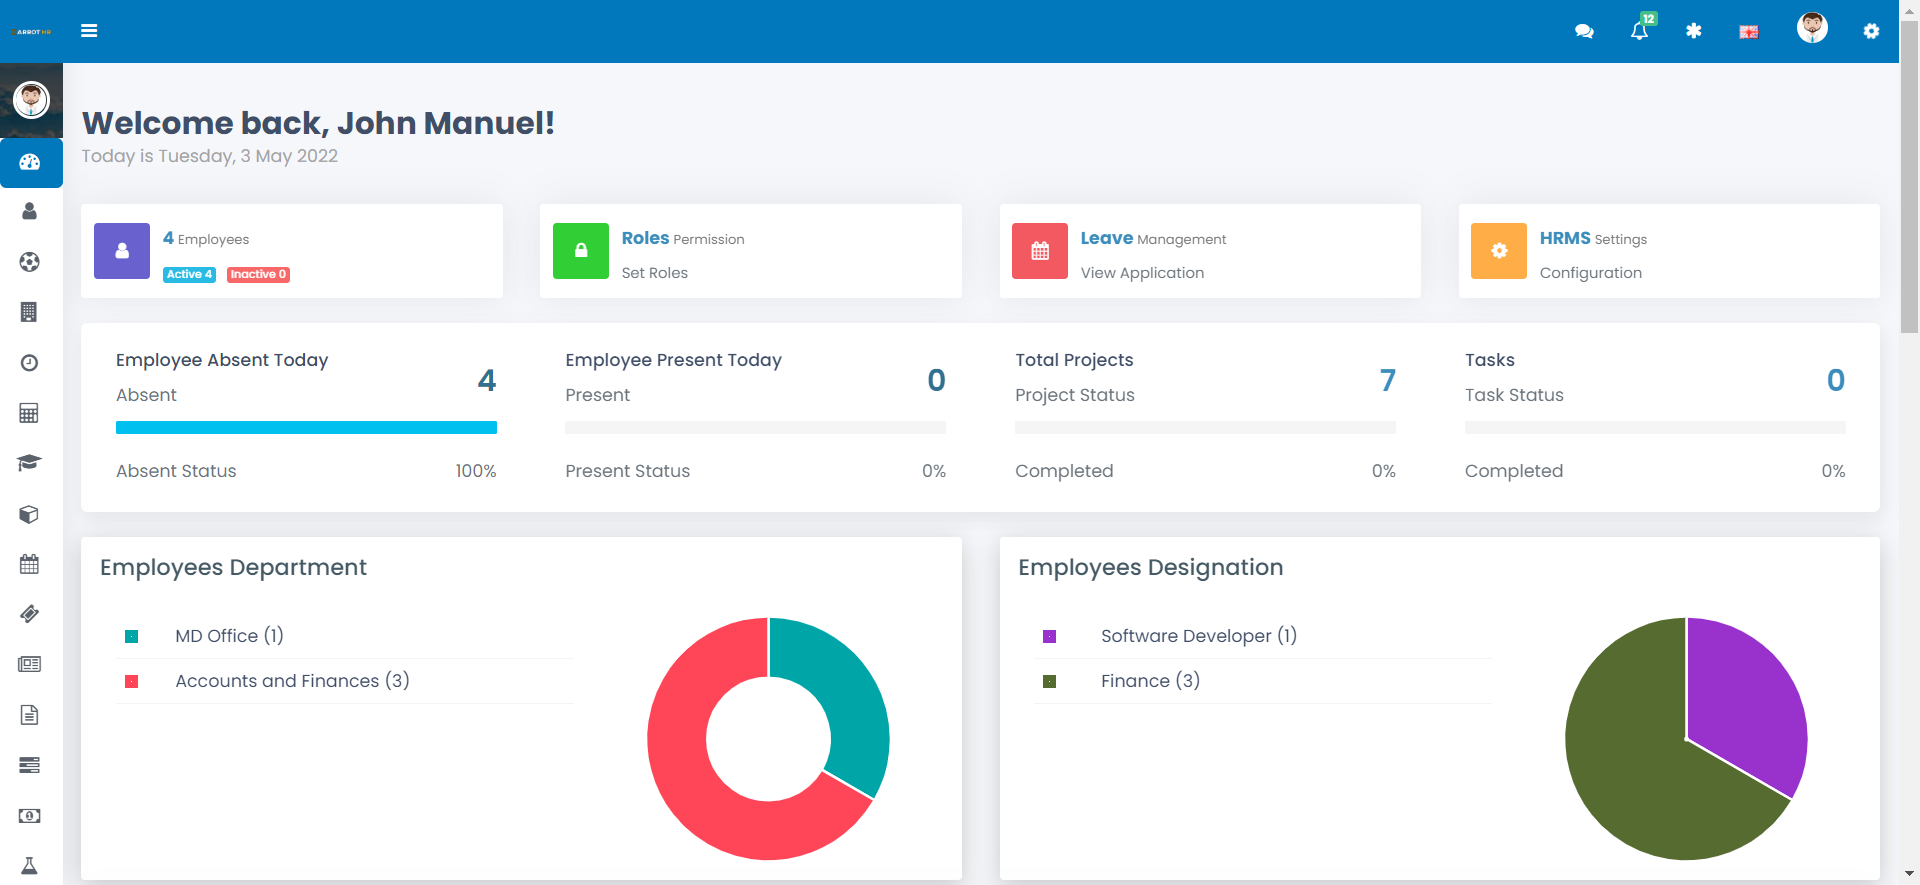 ARBOT HR
12
Welcome back, John Manuel!
Today is Tuesday, 3 May 2022
4 Employees
Active 4 Inactive 0
Roles Permission
Set Roles
Leave Management
View Application
HRMS Settings
Configuration
Employee Absent Today
4
Absent
Absent Status 100%
Employee Present Today
0
Present
Present Status 0%
Total Projects
7
Project Status
Completed 0%
Tasks
0
Task Status
Completed 0%
Employees Department
MD Office (1)
Accounts and Finances (3)
Employees Designation
Software Developer (1)
Finance (3)